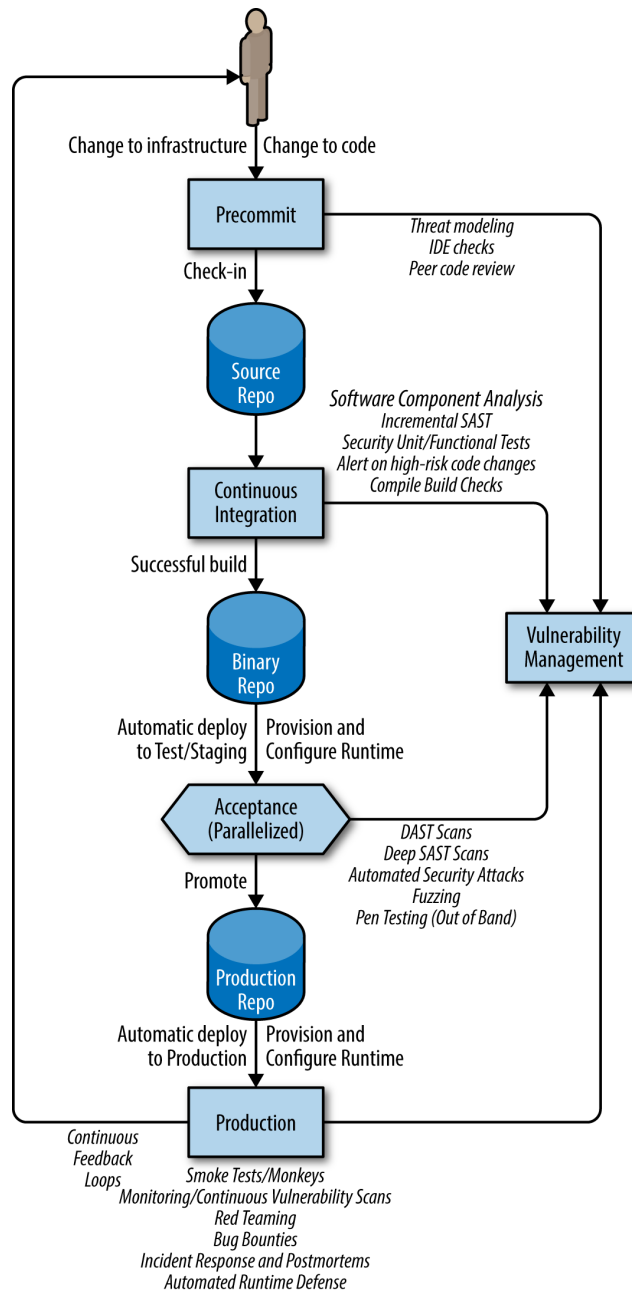 Change to infrastructure
Change to code
Precommit
Threat modeling
IDE checks
Peer code review
Check-in
Source
Repo
Software Component Analysis
Incremental SAST
Security Unit/Functional Tests
Alert on high-risk code changes
Compile Build Checks
Continuous
Integration
Successful build
Binary
Repo
Vulnerability
Management
Automatic deploy
to Test/Staging
Provision and
Configure Runtime
Acceptance
(Parallelized)
DAST Scans
Deep SAST Scans
Automated Security Attacks
Fuzzing
Pen Testing (Out of Band)
Promote
Production
Repo
Automatic deploy
to Production
Provision and
Configure Runtime
Production
Continuous
Feedback
Loops
Smoke Tests/Monkeys
Monitoring/Continuous Vulnerability Scans
Red Teaming
Bug Bounties
Incident Response and Postmortems
Automated Runtime Defense